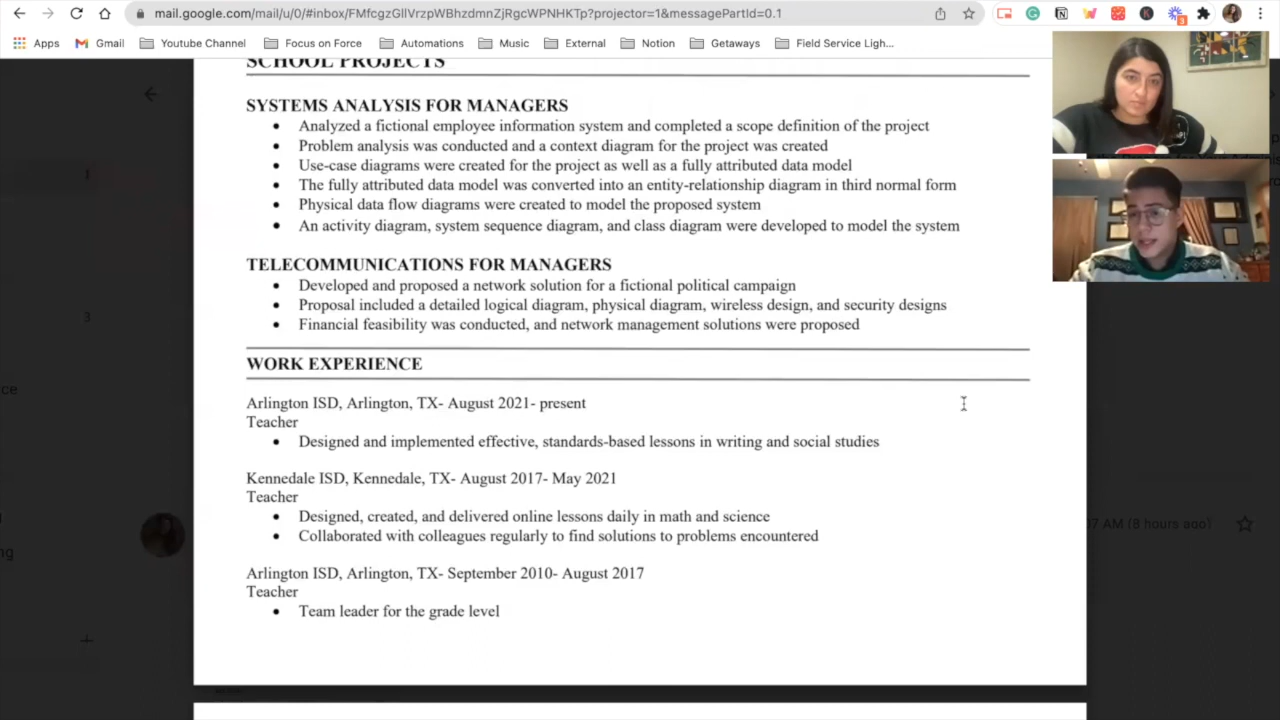 mail.google.com/mail/u/0/#inbox/FMfcgzGllVrzpWBhzdfmnZjRgcWPNHKTp?projector=1&messagePartId=0.1
3
Apps Gmail Youtube Channel Focus on Force Automations Music External Notion Getaways Field Service Ligh...
SCHOOL PROJECTS
SYSTEMS ANALYSIS FOR MANAGERS
• Analyzed a fictional employee information system and completed a scope definition of the project
• Problem analysis was conducted and a context diagram for the project was created
• Use-case diagrams were created for the project as well as a fully attributed data model
• The fully attributed data model was converted into an entity-relationship diagram in third normal form
• Physical data flow diagrams were created to model the proposed system
• An activity diagram, system sequence diagram, and class diagram were developed to model the system
TELECOMMUNICATIONS FOR MANAGERS
• Developed and proposed a network solution for a fictional political campaign
• Proposal included a detailed logical diagram, physical diagram, wireless design, and security designs
• Financial feasibility was conducted, and network management solutions were proposed
WORK EXPERIENCE
Arlington ISD, Arlington, TX- August 2021- present
Teacher
• Designed and implemented effective, standards-based lessons in writing and social studies
Kennedale ISD, Kennedale, TX- August 2017- May 2021
Teacher
• Designed, created, and delivered online lessons daily in math and science
• Collaborated with colleagues regularly to find solutions to problems encountered
Arlington ISD, Arlington, TX- September 2010- August 2017
Teacher
• Team leader for the grade level
1
3
ce
ng
07 AM (8 hours ago)